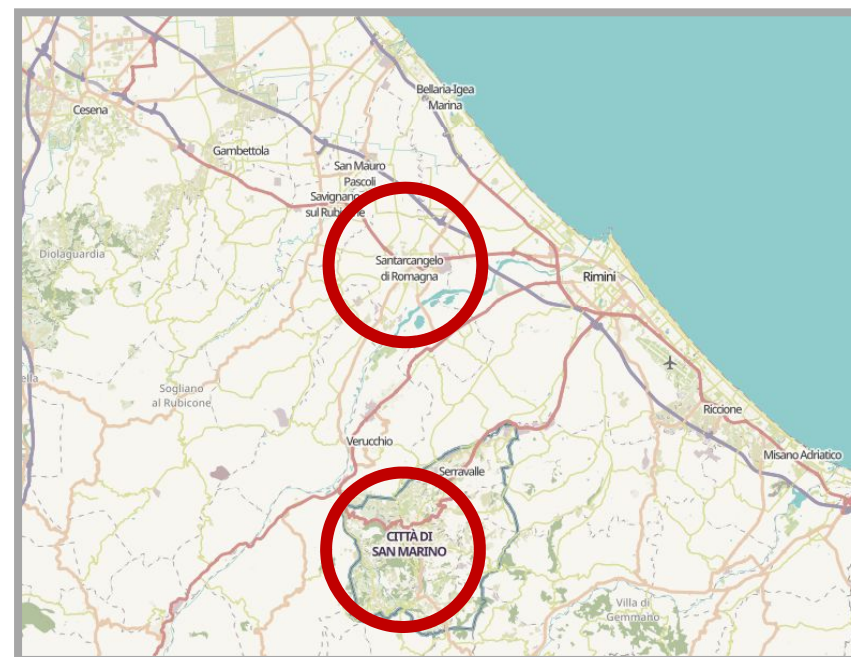 Bellaria-Igea
Marina
Cesena
Gambettola
San Mauro
Pascoli
Savignano
sul Rubicone
Diolaguardia
Santarcangelo
di Romagna
Rimini
Sogliano
al Rubicone
Riccione
Verucchio
Misano Adriatico
Serravalle
CITTÀ DI
SAN MARINO
Villa di
Gemmano